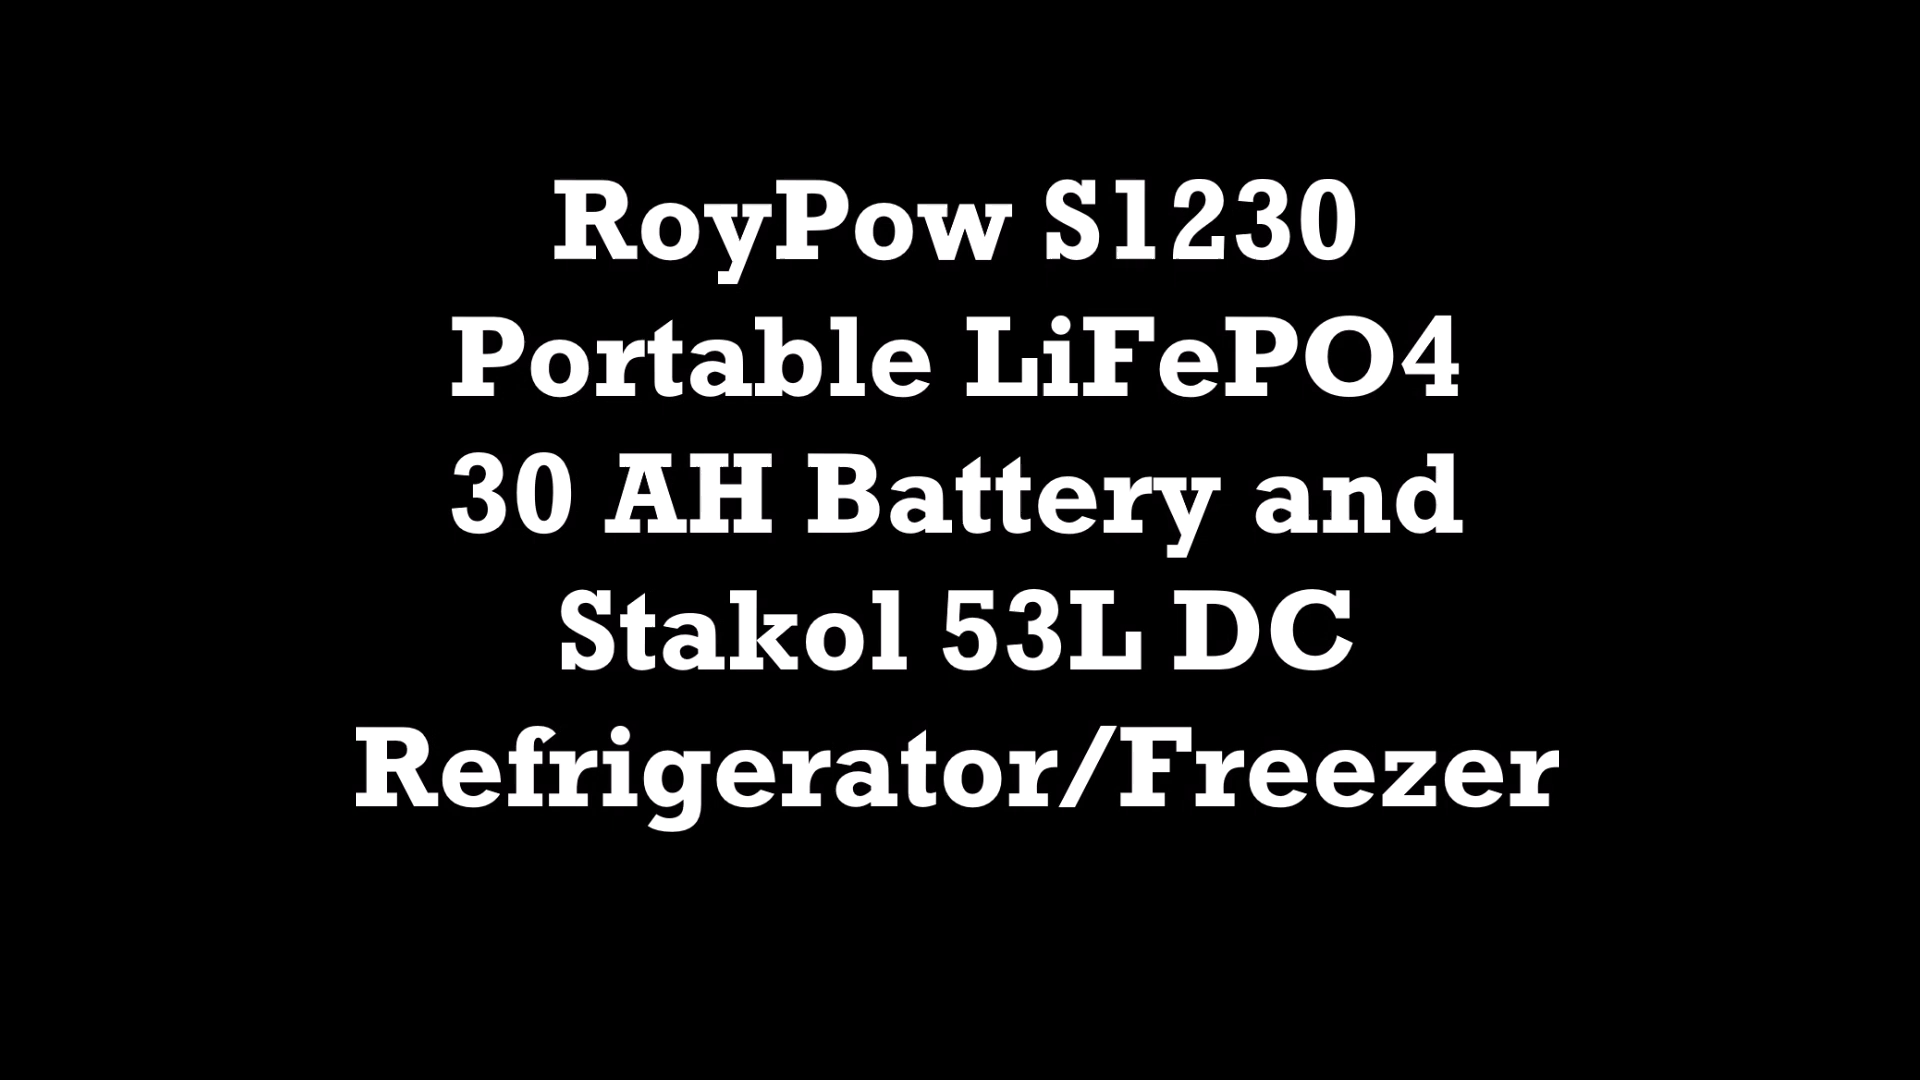 RoyPow S1230
Portable LiFePO4
30 AH Battery and
Stakol 53L DC
Refrigerator/Freezer